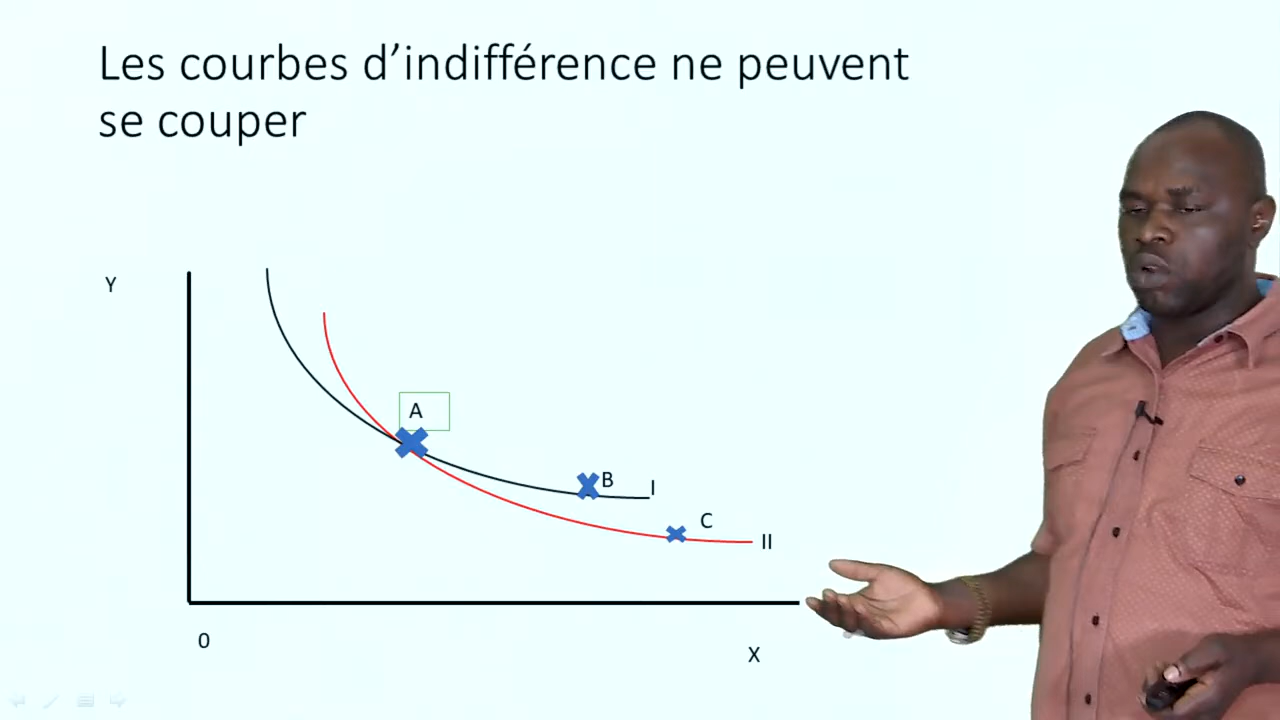 Les courbes d’indifférence ne peuvent
se couper
Y
A
B
I
C
II
0
X